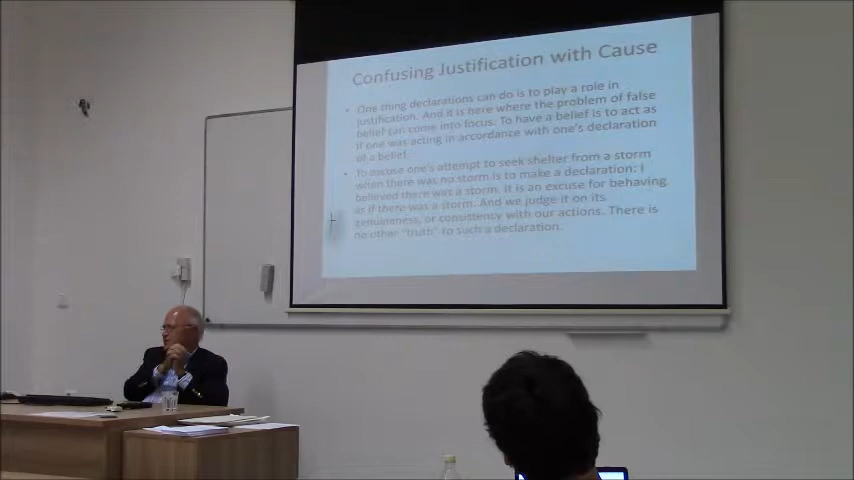 Confusing Justification with Cause
• One thing declarations can do is to play a role in
justification. And it is here where the problem of false
belief can come into focus. To have a belief is to act as
if one was acting in accordance with one's declaration
of a belief.
• To excuse one's attempt to seek shelter from a storm
when there was no storm is to make a declaration: I
believed there was a storm. It is an excuse for behaving
as if there was a storm. And we judge it on its
genuineness, or consistency with our actions. There is
no other "truth" to such a declaration.